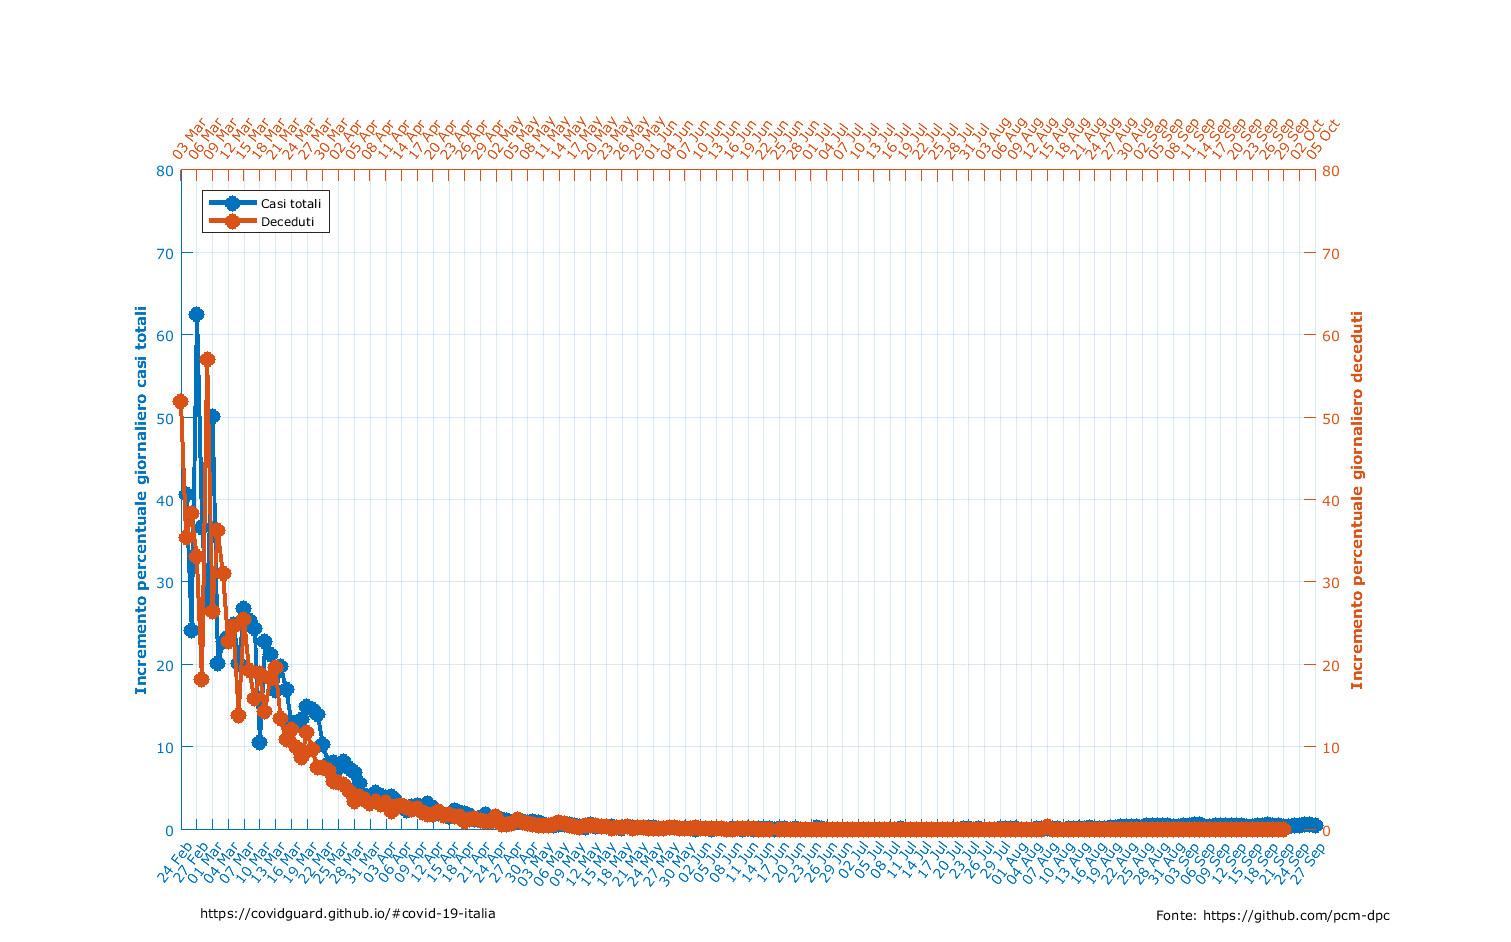 03 Mar
06 Mar
09 Mar
12 Mar
15 Mar
18 Mar
21 Mar
24 Mar
27 Mar
30 Mar
02 Apr
05 Apr
08 Apr
11 Apr
14 Apr
17 Apr
20 Apr
23 Apr
26 Apr
29 Apr
02 May
05 May
08 May
11 May
14 May
17 May
20 May
23 May
26 May
29 May
01 Jun
04 Jun
07 Jun
10 Jun
13 Jun
16 Jun
19 Jun
22 Jun
25 Jun
28 Jun
01 Jul
04 Jul
07 Jul
10 Jul
13 Jul
16 Jul
19 Jul
22 Jul
25 Jul
28 Jul
31 Jul
03 Aug
06 Aug
09 Aug
12 Aug
15 Aug
18 Aug
21 Aug
24 Aug
27 Aug
30 Aug
02 Sep
05 Sep
08 Sep
11 Sep
14 Sep
17 Sep
20 Sep
23 Sep
26 Sep
29 Sep
02 Oct
05 Oct
Casi totali
Deceduti
Incremento percentuale giornaliero casi totali
80
70
60
50
40
30
20
10
0
80
70
60
50
40
30
20
10
0
Incremento percentuale giornaliero deceduti
24 Feb
27 Feb
01 Mar
04 Mar
07 Mar
10 Mar
13 Mar
16 Mar
19 Mar
22 Mar
25 Mar
28 Mar
31 Mar
03 Apr
06 Apr
09 Apr
12 Apr
15 Apr
18 Apr
21 Apr
24 Apr
27 Apr
30 Apr
03 May
06 May
09 May
12 May
15 May
18 May
21 May
24 May
27 May
30 May
02 Jun
05 Jun
08 Jun
11 Jun
14 Jun
17 Jun
20 Jun
23 Jun
26 Jun
29 Jun
02 Jul
05 Jul
08 Jul
11 Jul
14 Jul
17 Jul
20 Jul
23 Jul
26 Jul
29 Jul
01 Aug
04 Aug
07 Aug
10 Aug
13 Aug
16 Aug
19 Aug
22 Aug
25 Aug
28 Aug
31 Aug
03 Sep
06 Sep
09 Sep
12 Sep
15 Sep
18 Sep
21 Sep
24 Sep
27 Sep
https://covidguard.github.io/#covid-19-italia
Fonte: https://github.com/pcm-dpc